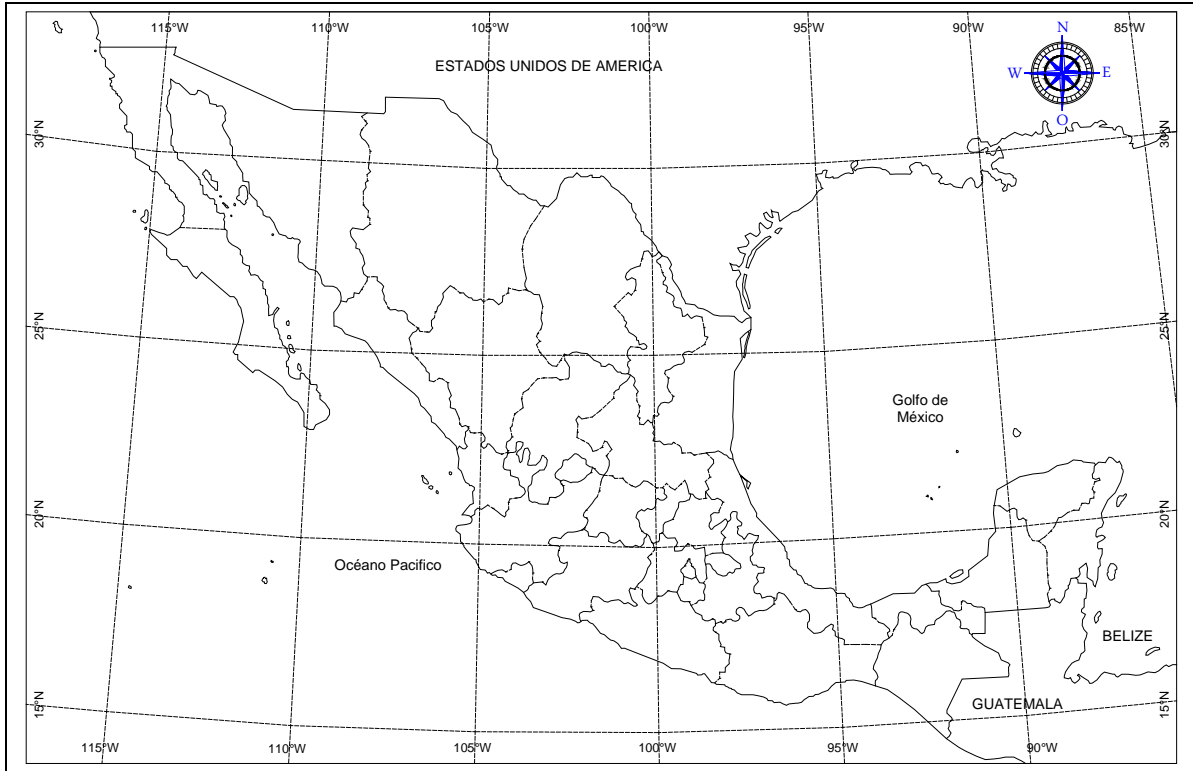 115°W 110°W 105°W 100°W 95°W 90°W 85°W
N
W E
O
ESTADOS UNIDOS DE AMERICA
30°N 30°N
25°N 25°N
Golfo de
México
20°N 20°N
Océano Pacifico
BELIZE
GUATEMALA
15°N 15°N
115°W 110°W 105°W 100°W 95°W 90°W